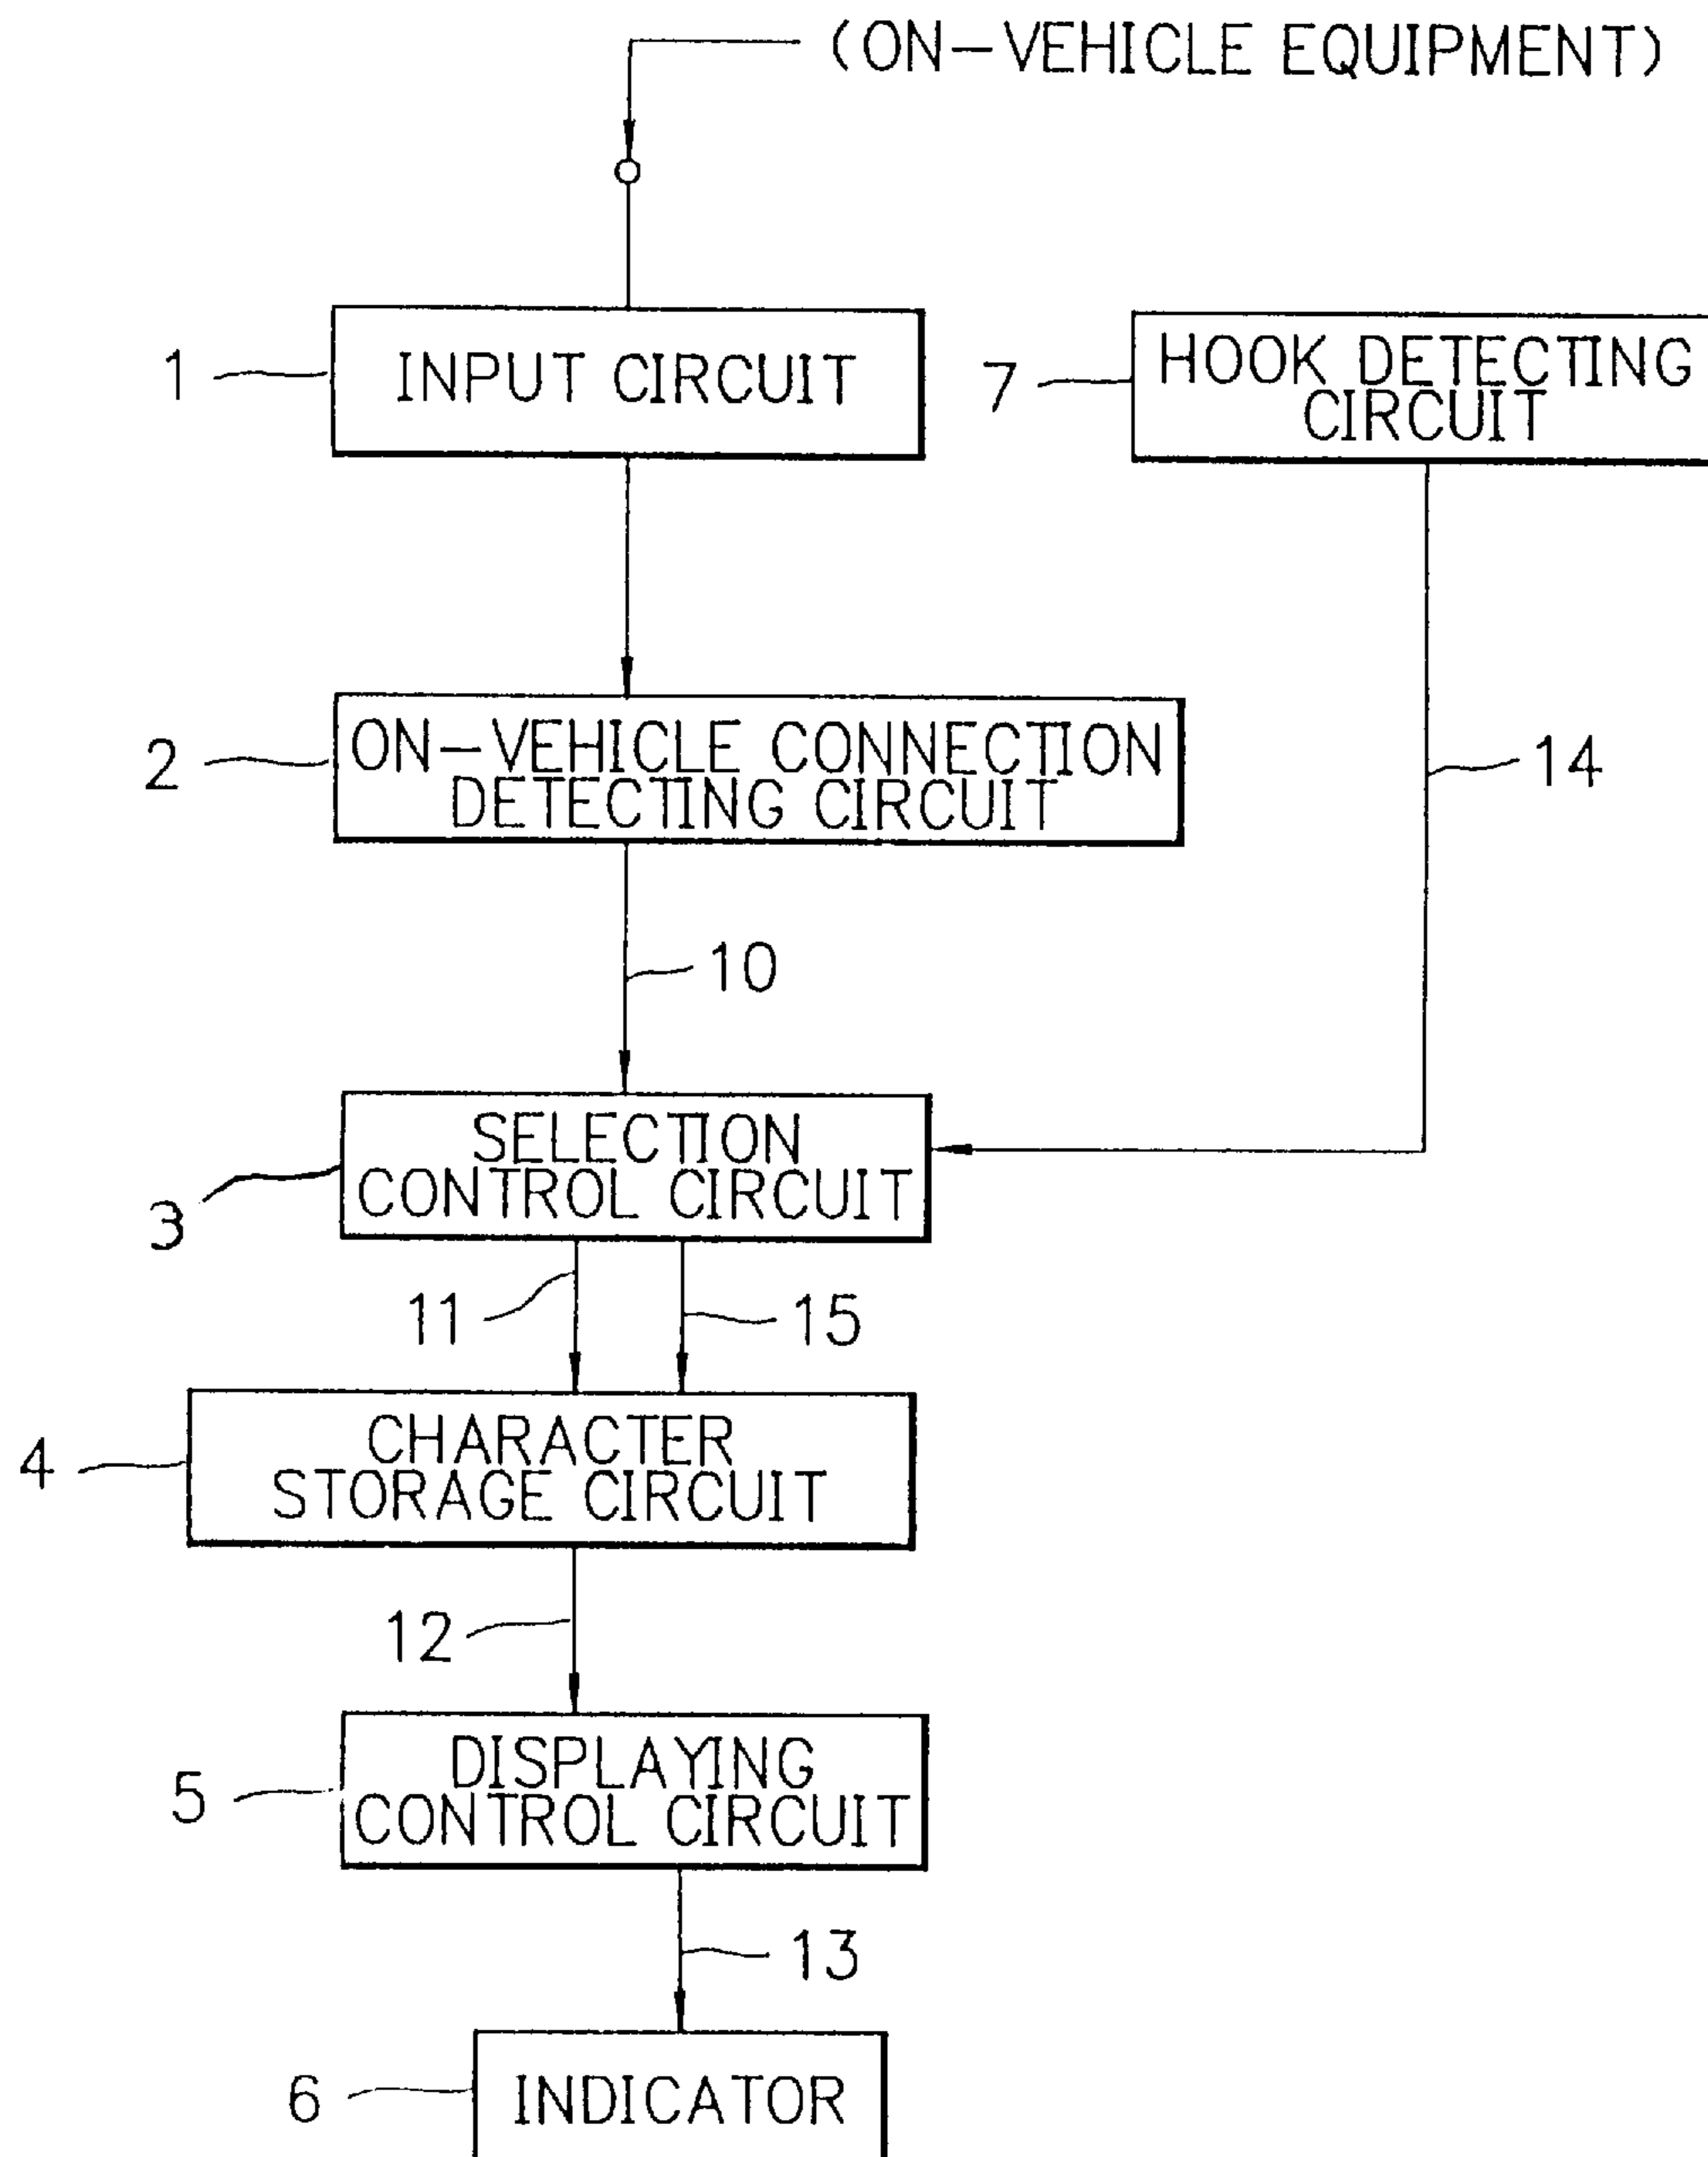 (ON-VEHICLE EQUIPMENT)
1
INPUT CIRCUIT
7
HOOK DETECTING
CIRCUIT
2
ON-VEHICLE CONNECTION
DETECTING CIRCUIT
14
10
3
SELECTION
CONTROL CIRCUIT
11
15
4
CHARACTER
STORAGE CIRCUIT
12
5
DISPLAYING
CONTROL CIRCUIT
13
6
INDICATOR